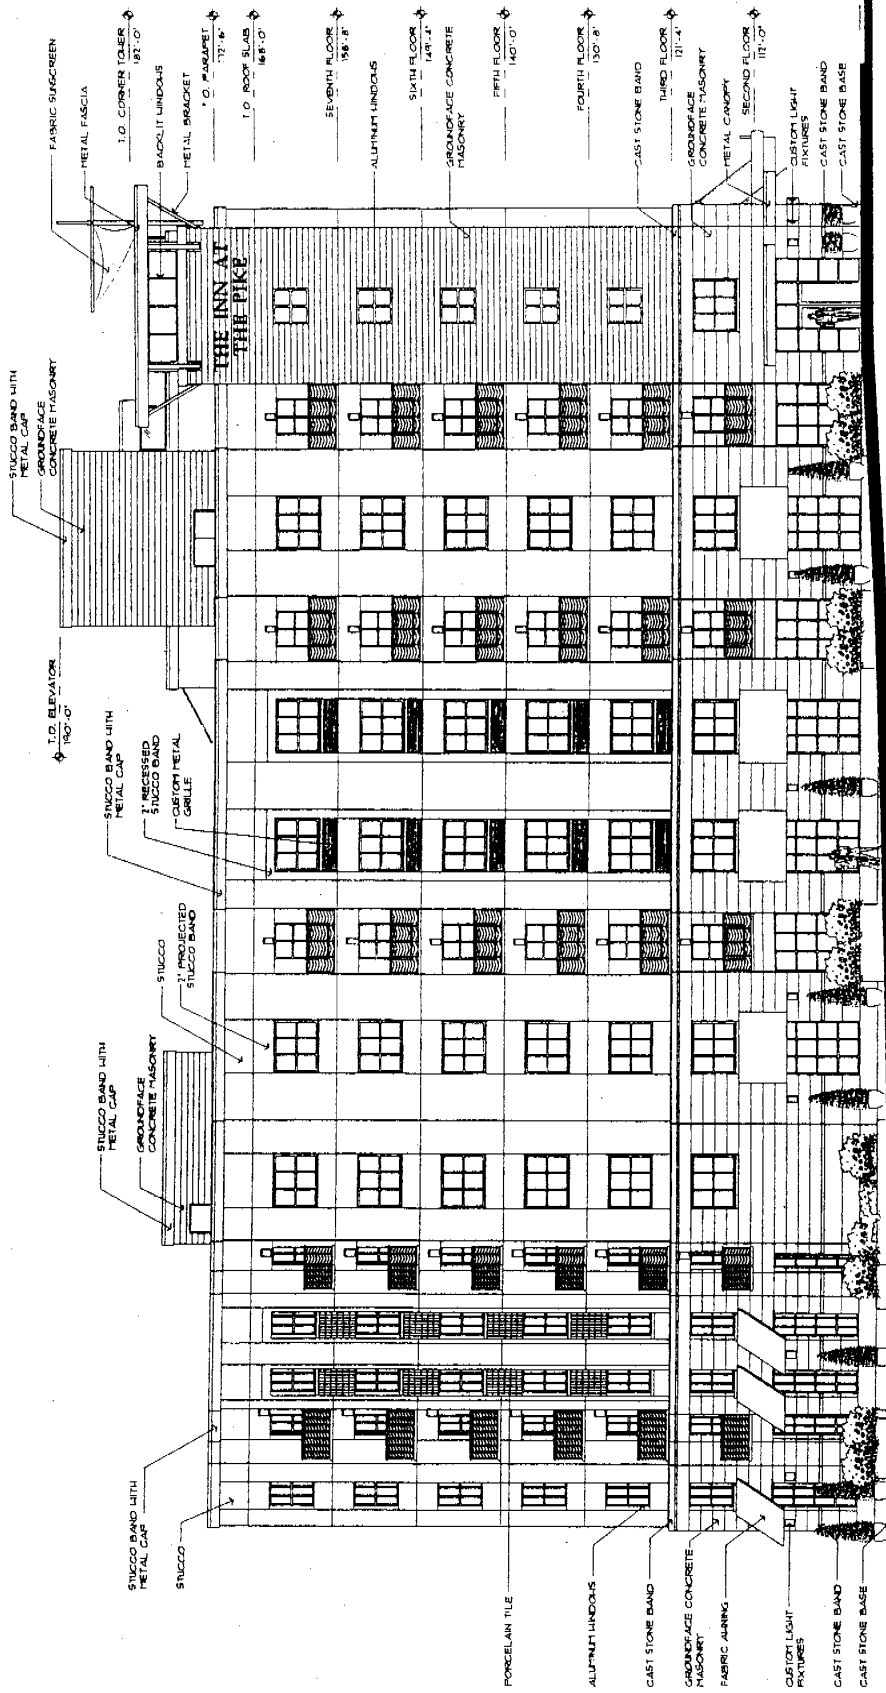 FABRIC SUNSCREEN
METAL FASCIA
T.O. CORNER TOWER
182'-0"
BACKLIT WINDOWS
METAL BRACKET
T.O. PARAPET
172'-6"
T.O. ROOF SLAB
168'-0"
SEVENTH FLOOR
158'-8"
ALUMINUM WINDOWS
SIXTH FLOOR
149'-4"
GROUNDFACE CONCRETE
MASONRY
FIFTH FLOOR
140'-0"
FOURTH FLOOR
130'-8"
CAST STONE BAND
THIRD FLOOR
121'-4"
GROUNDFACE
CONCRETE MASONRY
METAL CANOPY
SECOND FLOOR
112'-0"
CUSTOM LIGHT
FIXTURES
CAST STONE BAND
CAST STONE BASE
THE INN AT
THE PIKE
STUCCO BAND WITH
METAL CAP
GROUNDFACE
CONCRETE MASONRY
T.O. ELEVATOR
190'-0"
STUCCO BAND WITH
METAL CAP
2" RECESSED
STUCCO BAND
CUSTOM METAL
GRILLE
STUCCO
2" PROJECTED
STUCCO BAND
STUCCO BAND WITH
METAL CAP
GROUNDFACE
CONCRETE MASONRY
STUCCO BAND WITH
METAL CAP
STUCCO
PORCELAIN TILE
ALUMINUM WINDOWS
CAST STONE BAND
GROUNDFACE CONCRETE
MASONRY
FABRIC AWNING
CUSTOM LIGHT
FIXTURES
CAST STONE BAND
CAST STONE BASE